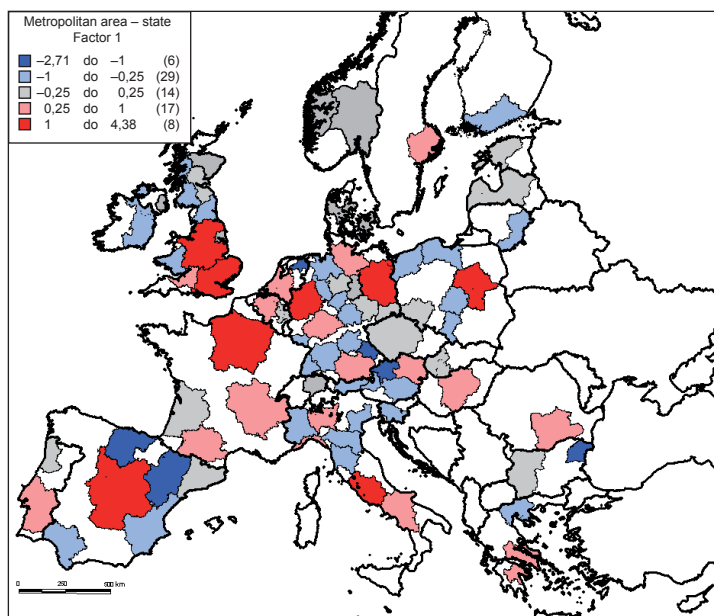 Metropolitan area – state
Factor 1
–2,71 do –1 (6)
–1 do –0,25 (29)
–0,25 do 0,25 (14)
0,25 do 1 (17)
1 do 4,38 (8)
0 250 500 km